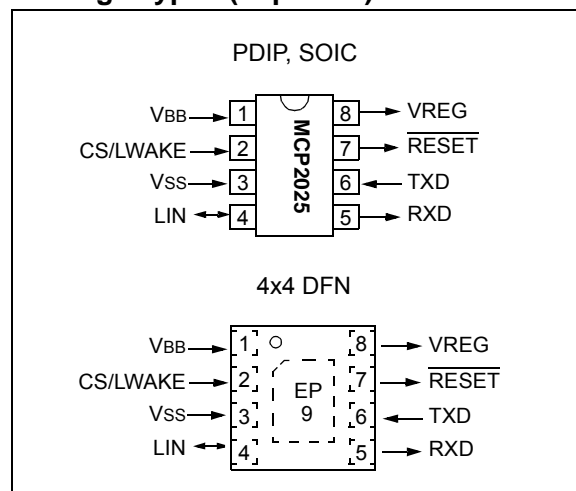 PDIP, SOIC
VBB 1 8 VREG
CS/LWAKE 2 7 RESET
VSS 3 6 TXD
LIN 4 5 RXD
MCP2025
4x4 DFN
VBB 1 8 VREG
CS/LWAKE 2 7 RESET
VSS 3 6 TXD
LIN 4 5 RXD
EP
9